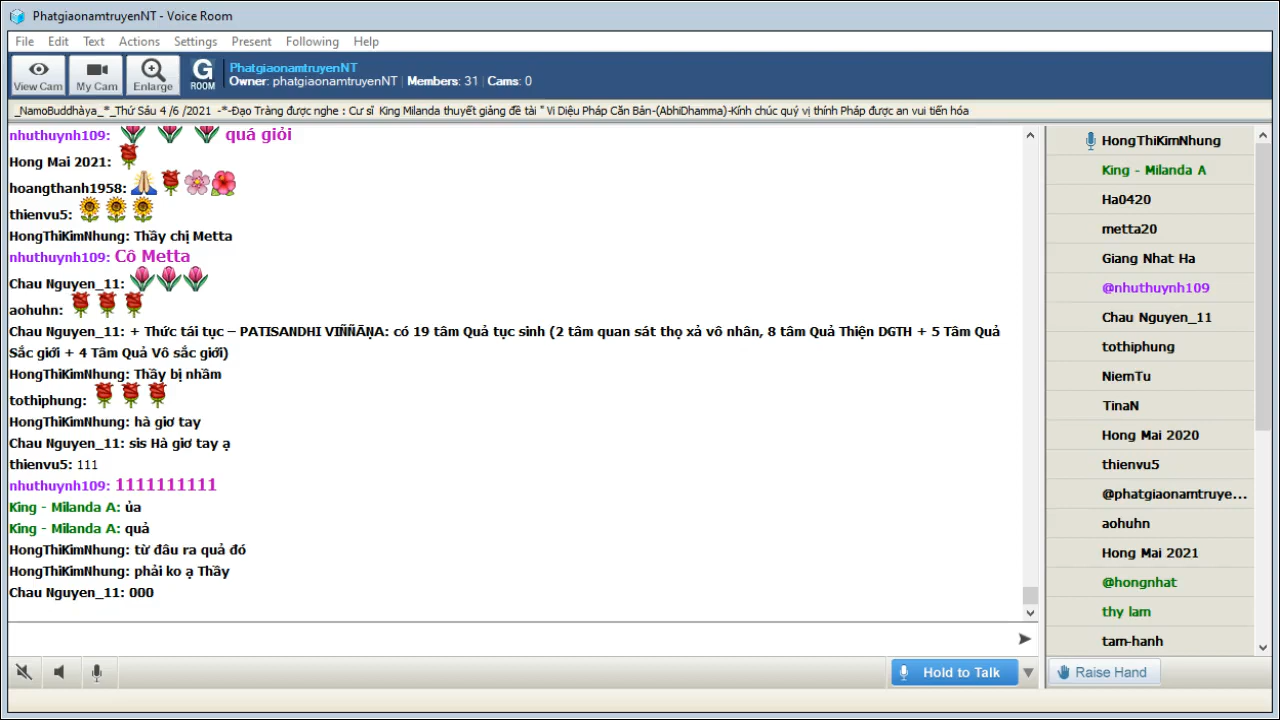 PhatgiaonamtruyenNT - Voice Room
File Edit Text Actions Settings Present Following Help
View Cam My Cam Enlarge G ROOM
PhatgiaonamtruyenNT
Owner: phatgiaonamtruyenNT | Members: 31 | Cams: 0
_NamoBuddhàya_*_Thứ Sáu 4 /6 /2021 -*-Đạo Tràng được nghe : Cư sĩ King Milanda thuyết giảng đề tài " Vi Diệu Pháp Căn Bản-(AbhiDhamma)-Kính chúc quý vị thính Pháp được an vui tiến hóa
nhuthuynh109: quá giỏi
Hong Mai 2021:
hoangthanh1958:
thienvu5:
HongThiKimNhung: Thầy chị Metta
nhuthuynh109: Cô Metta
Chau Nguyen_11:
aohuhn:
Chau Nguyen_11: + Thức tái tục – PATISANDHI VIÑÑĀṆA: có 19 tâm Quả tục sinh (2 tâm quan sát thọ xả vô nhân, 8 tâm Quả Thiện DGTH + 5 Tâm Quả
Sắc giới + 4 Tâm Quả Vô sắc giới)
HongThiKimNhung: Thầy bị nhầm
tothiphung:
HongThiKimNhung: hà giơ tay
Chau Nguyen_11: sis Hà giơ tay ạ
thienvu5: 111
nhuthuynh109: 1111111111
King - Milanda A: ủa
King - Milanda A: quả
HongThiKimNhung: từ đâu ra quả đó
HongThiKimNhung: phải ko ạ Thầy
Chau Nguyen_11: 000
Hold to Talk
HongThiKimNhung
King - Milanda A
Ha0420
metta20
Giang Nhat Ha
@nhuthuynh109
Chau Nguyen_11
tothiphung
NiemTu
TinaN
Hong Mai 2020
thienvu5
@phatgiaonamtruye...
aohuhn
Hong Mai 2021
@hongnhat
thy lam
tam-hanh
Raise Hand